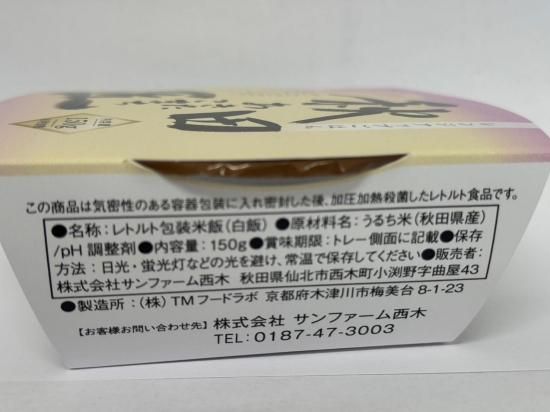 秋田
150g
この商品は気密性のある容器包装に入れ密封した後、加圧加熱殺菌したレトルト食品です。
●名称：レトルト包装米飯（白飯）●原材料名：うるち米（秋田県産）
/pH調整剤●内容量：150g●賞味期限：トレー側面に記載●保存
方法：日光・蛍光灯などの光を避け、常温で保存してください●販売者：
株式会社サンファーム西木 秋田県仙北市西木町小渕野字曲屋43
●製造所：（株）TMフードラボ 京都府木津川市梅美台8-1-23
【お客様お問い合わせ先】 株式会社 サンファーム西木
TEL：0187-47-3003